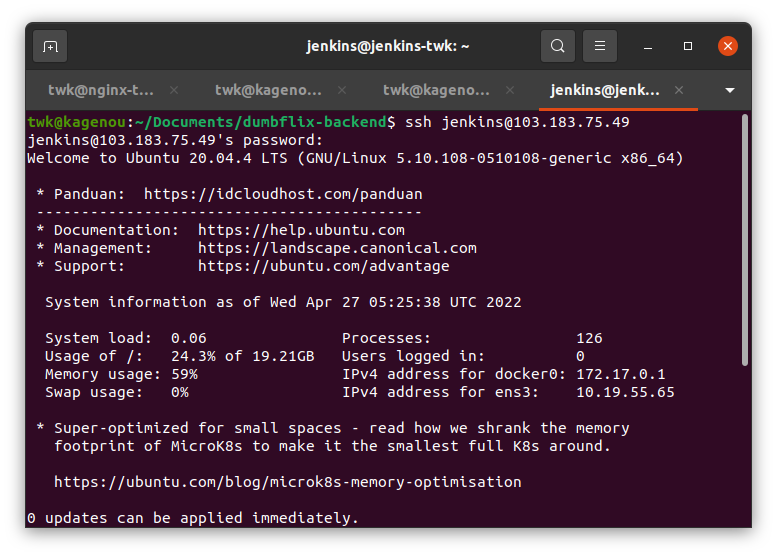 jenkins@jenkins-twk: ~
twk@nginx-t... × twk@kageno... × twk@kageno... × jenkins@jenk... ×
twk@kagenou:~/Documents/dumbflix-backend$ ssh jenkins@103.183.75.49
jenkins@103.183.75.49's password:
Welcome to Ubuntu 20.04.4 LTS (GNU/Linux 5.10.108-0510108-generic x86_64)
* Panduan:  https://idcloudhost.com/panduan
-------------------------------------------
* Documentation:  https://help.ubuntu.com
* Management:     https://landscape.canonical.com
* Support:        https://ubuntu.com/advantage
System information as of Wed Apr 27 05:25:38 UTC 2022
System load:  0.06               Processes:                126
Usage of /:   24.3% of 19.21GB   Users logged in:          0
Memory usage: 59%                IPv4 address for docker0: 172.17.0.1
Swap usage:   0%                 IPv4 address for ens3:    10.19.55.65
* Super-optimized for small spaces - read how we shrank the memory
footprint of MicroK8s to make it the smallest full K8s around.
https://ubuntu.com/blog/microk8s-memory-optimisation
0 updates can be applied immediately.